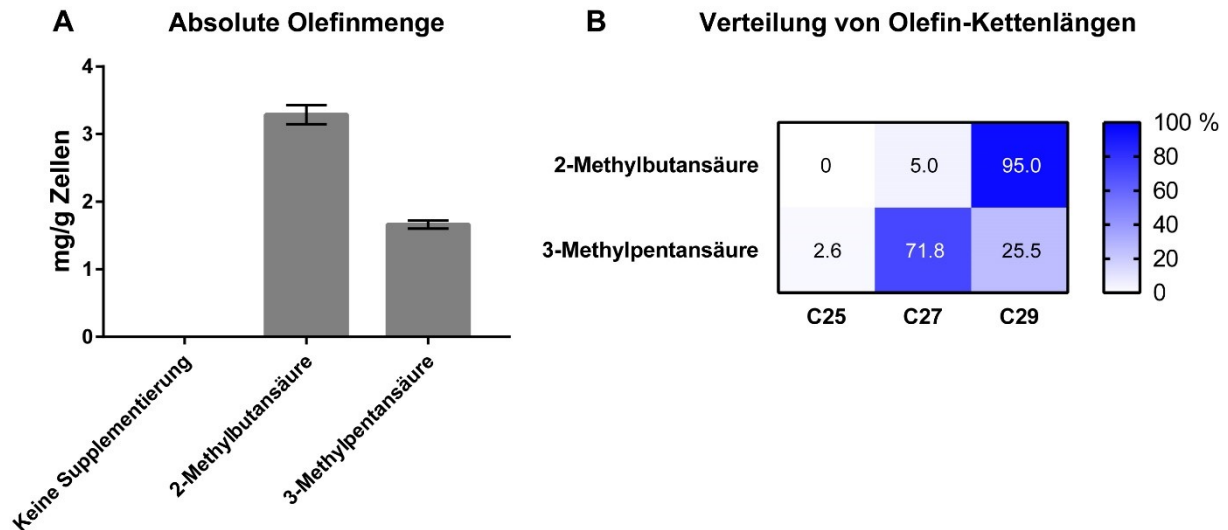 A Absolute Olefinmenge
mg/g Zellen
4
3
2
1
0
Keine Supplementierung
2-Methylbutansäure
3-Methylpentansäure
B Verteilung von Olefin-Kettenlängen
2-Methylbutansäure 0 5.0 95.0
3-Methylpentansäure 2.6 71.8 25.5
C25 C27 C29
100 %
80
60
40
20
0